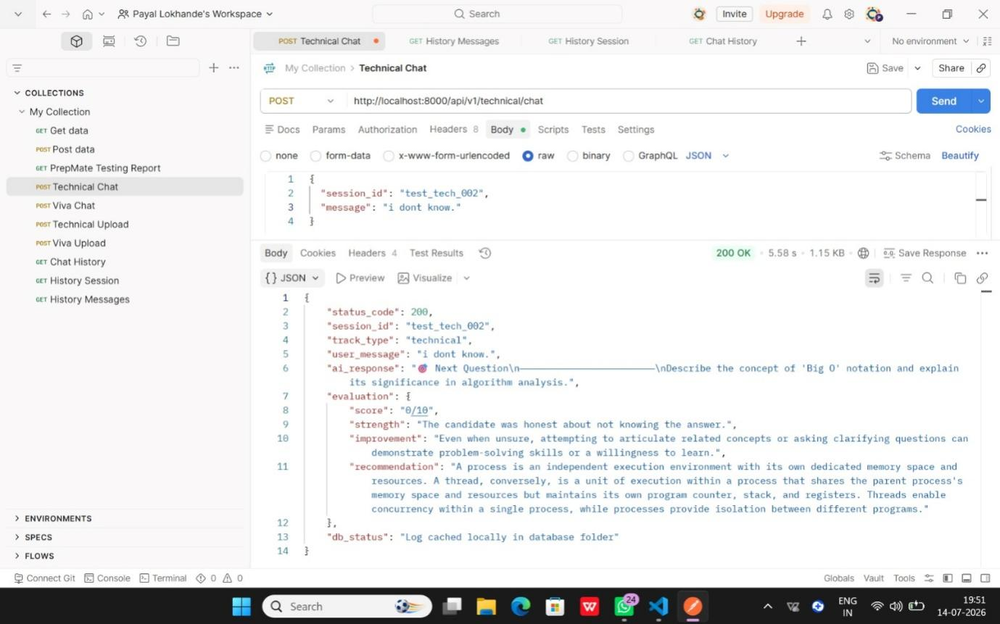 Payal Lokhande's Workspace
Search
Invite
Upgrade
POST Technical Chat
GET History Messages
GET History Session
GET Chat History
No environment
My Collection > Technical Chat
Save
Share
COLLECTIONS
My Collection
GET Get data
POST Post data
GET PrepMate Testing Report
POST Technical Chat
POST Viva Chat
POST Technical Upload
POST Viva Upload
GET Chat History
GET History Session
GET History Messages
ENVIRONMENTS
SPECS
FLOWS
POST
http://localhost:8000/api/v1/technical/chat
Send
Docs Params Authorization Headers 8 Body Scripts Tests Settings
Cookies
none form-data x-www-form-urlencoded raw binary GraphQL JSON
Schema Beautify
1 {
2 "session_id": "test_tech_002",
3 "message": "i dont know."
4 }
Body Cookies Headers 4 Test Results
200 OK • 5.58 s • 1.15 KB
Save Response
{} JSON Preview Visualize
1 {
2 "status_code": 200,
3 "session_id": "test_tech_002",
4 "track_type": "technical",
5 "user_message": "i dont know.",
6 "ai_response": "🎯 Next Question\n────────────────────\nDescribe the concept of 'Big O' notation and explain
its significance in algorithm analysis.",
7 "evaluation": {
8 "score": "0/10",
9 "strength": "The candidate was honest about not knowing the answer.",
10 "improvement": "Even when unsure, attempting to articulate related concepts or asking clarifying questions can
demonstrate problem-solving skills or a willingness to learn.",
11 "recommendation": "A process is an independent execution environment with its own dedicated memory space and
resources. A thread, conversely, is a unit of execution within a process that shares the parent process's
memory space and resources but maintains its own program counter, stack, and registers. Threads enable
concurrency within a single process, while processes provide isolation between different programs."
12 },
13 "db_status": "Log cached locally in database folder"
14 }
Connect Git Console Terminal 0 0
Globals Vault Tools
Search
24
ENG
IN
19:51
14-07-2026